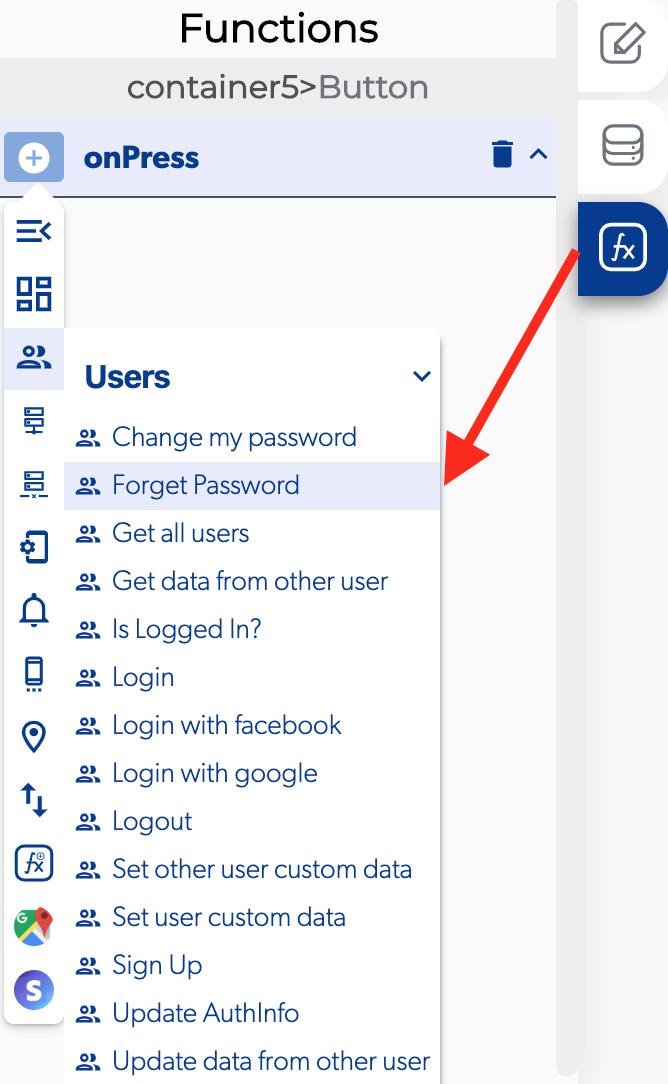 Functions
container5>Button
onPress
Users
Change my password
Forget Password
Get all users
Get data from other user
Is Logged In?
Login
Login with facebook
Login with google
Logout
Set other user custom data
Set user custom data
Sign Up
Update AuthInfo
Update data from other user
fx
fx
G
S